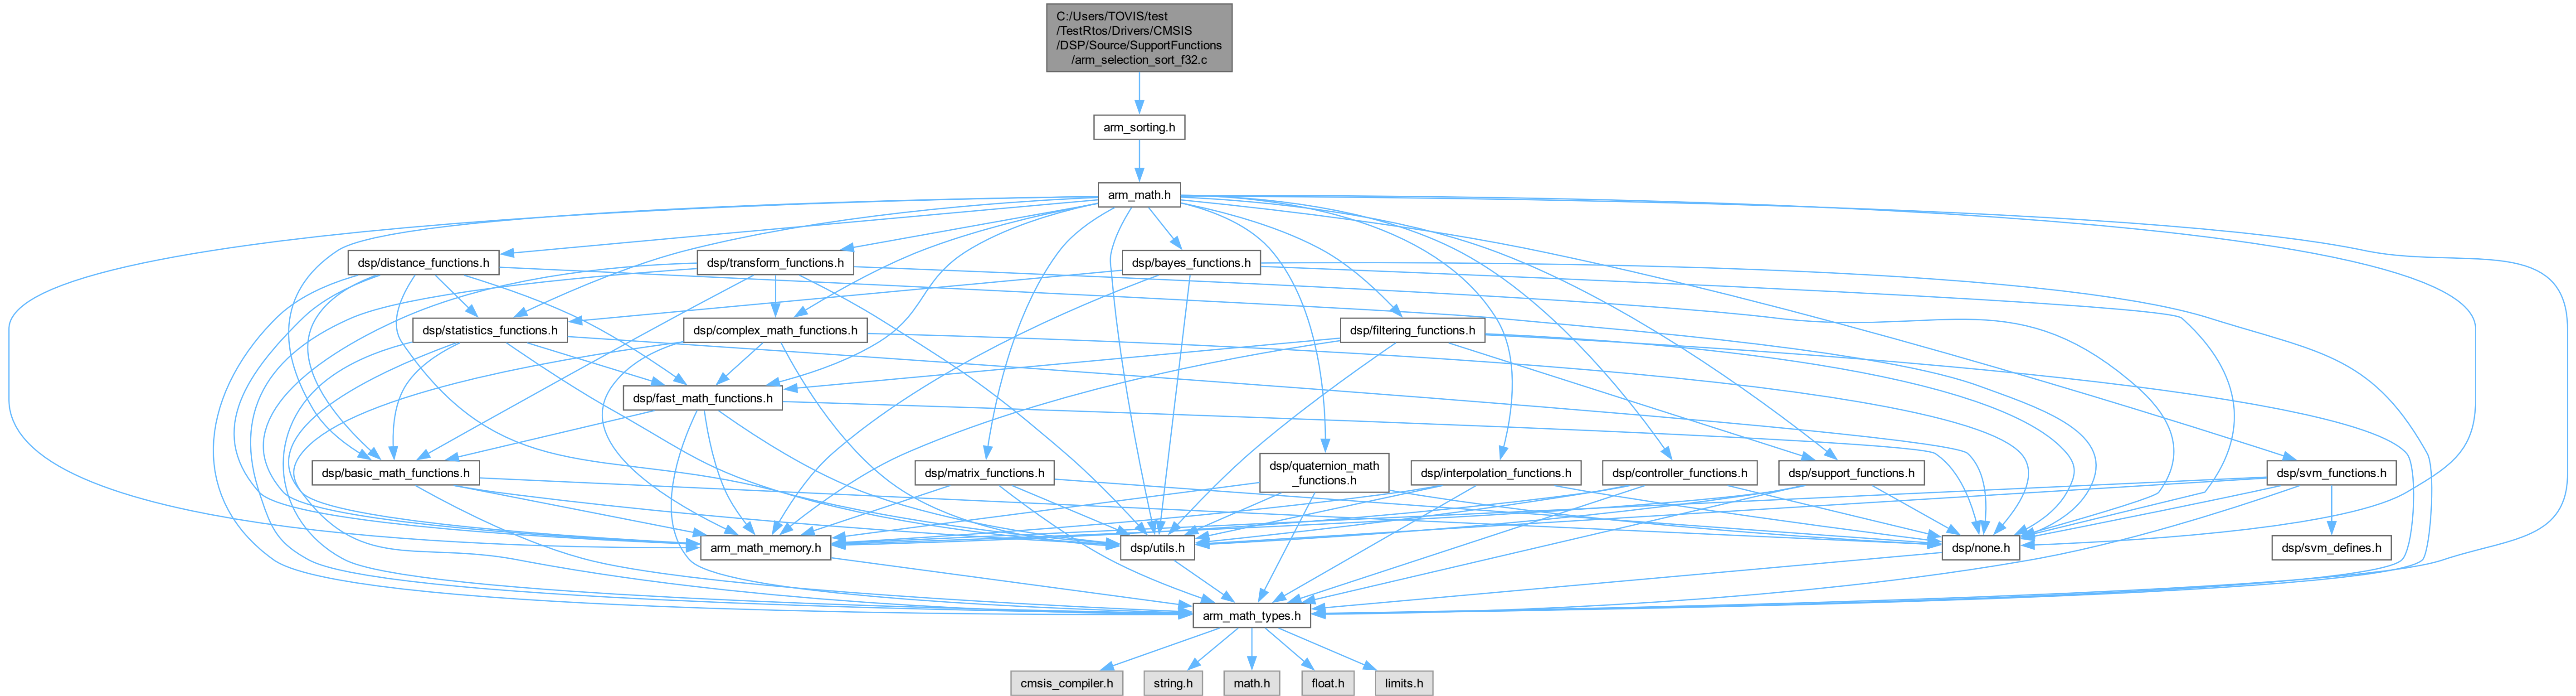 C:/Users/TOVIS/test
/TestRtos/Drivers/CMSIS
/DSP/Source/SupportFunctions
/arm_selection_sort_f32.c
arm_sorting.h
arm_math.h
dsp/distance_functions.h
dsp/transform_functions.h
dsp/bayes_functions.h
dsp/statistics_functions.h
dsp/complex_math_functions.h
dsp/filtering_functions.h
dsp/fast_math_functions.h
dsp/basic_math_functions.h
dsp/matrix_functions.h
dsp/quaternion_math
_functions.h
dsp/interpolation_functions.h
dsp/controller_functions.h
dsp/support_functions.h
dsp/svm_functions.h
arm_math_memory.h
dsp/utils.h
dsp/none.h
dsp/svm_defines.h
arm_math_types.h
cmsis_compiler.h
string.h
math.h
float.h
limits.h